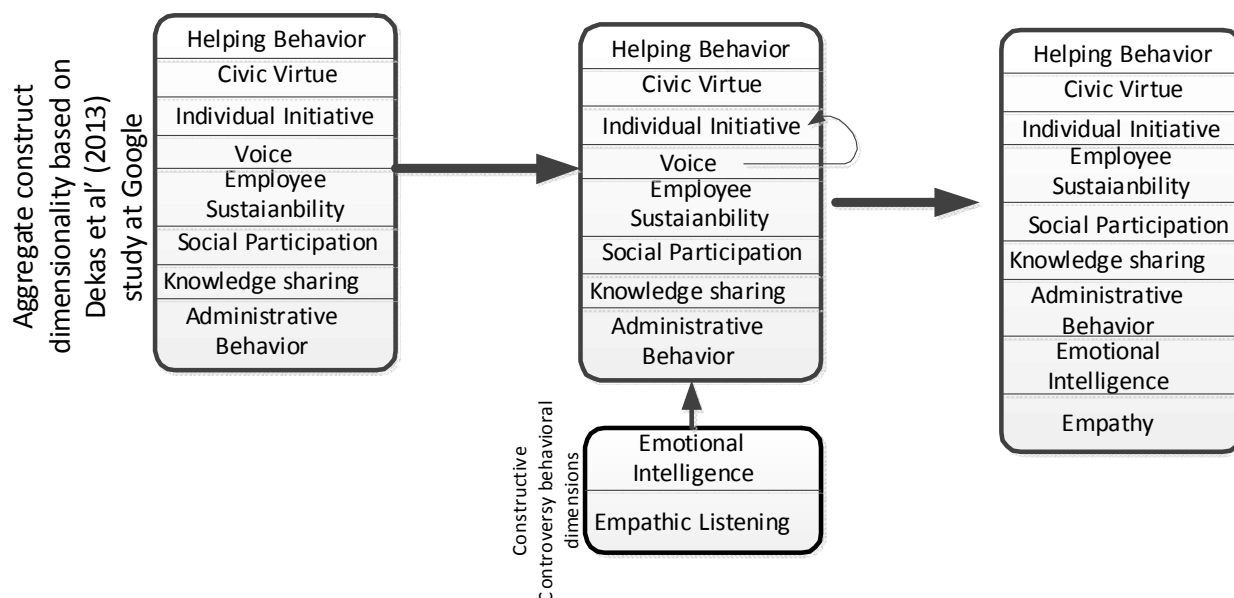 Aggregate construct
dimensionality based on
Dekas et al’ (2013)
study at Google
Helping Behavior
Civic Virtue
Individual Initiative
Voice
Employee
Sustaianbility
Social Participation
Knowledge sharing
Administrative
Behavior
Helping Behavior
Civic Virtue
Individual Initiative
Voice
Employee
Sustaianbility
Social Participation
Knowledge sharing
Administrative
Behavior
Constructive
Controversy behavioral
dimensions
Emotional
Intelligence
Empathic Listening
Helping Behavior
Civic Virtue
Individual Initiative
Employee
Sustaianbility
Social Participation
Knowledge sharing
Administrative
Behavior
Emotional
Intelligence
Empathy